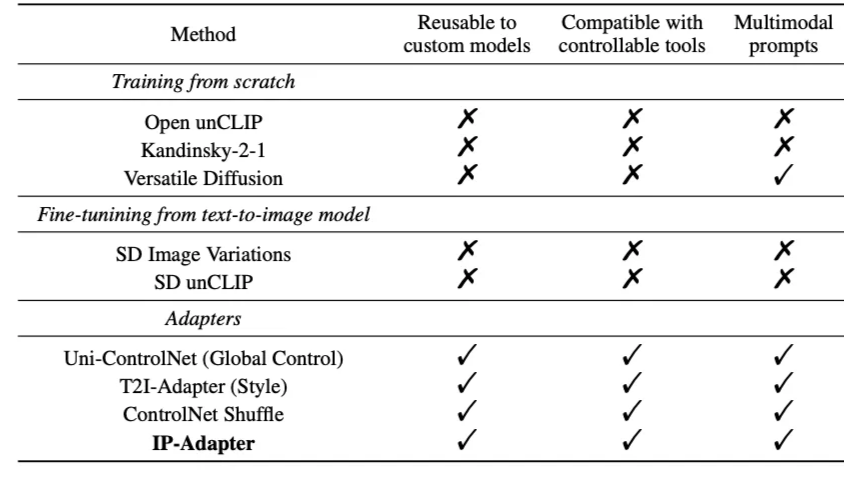 Method Reusable to custom models Compatible with controllable tools Multimodal prompts
Training from scratch
Open unCLIP ✗ ✗ ✗
Kandinsky-2-1 ✗ ✗ ✗
Versatile Diffusion ✗ ✗ ✓
Fine-tunining from text-to-image model
SD Image Variations ✗ ✗ ✗
SD unCLIP ✗ ✗ ✗
Adapters
Uni-ControlNet (Global Control) ✓ ✓ ✓
T2I-Adapter (Style) ✓ ✓ ✓
ControlNet Shuffle ✓ ✓ ✓
IP-Adapter ✓ ✓ ✓